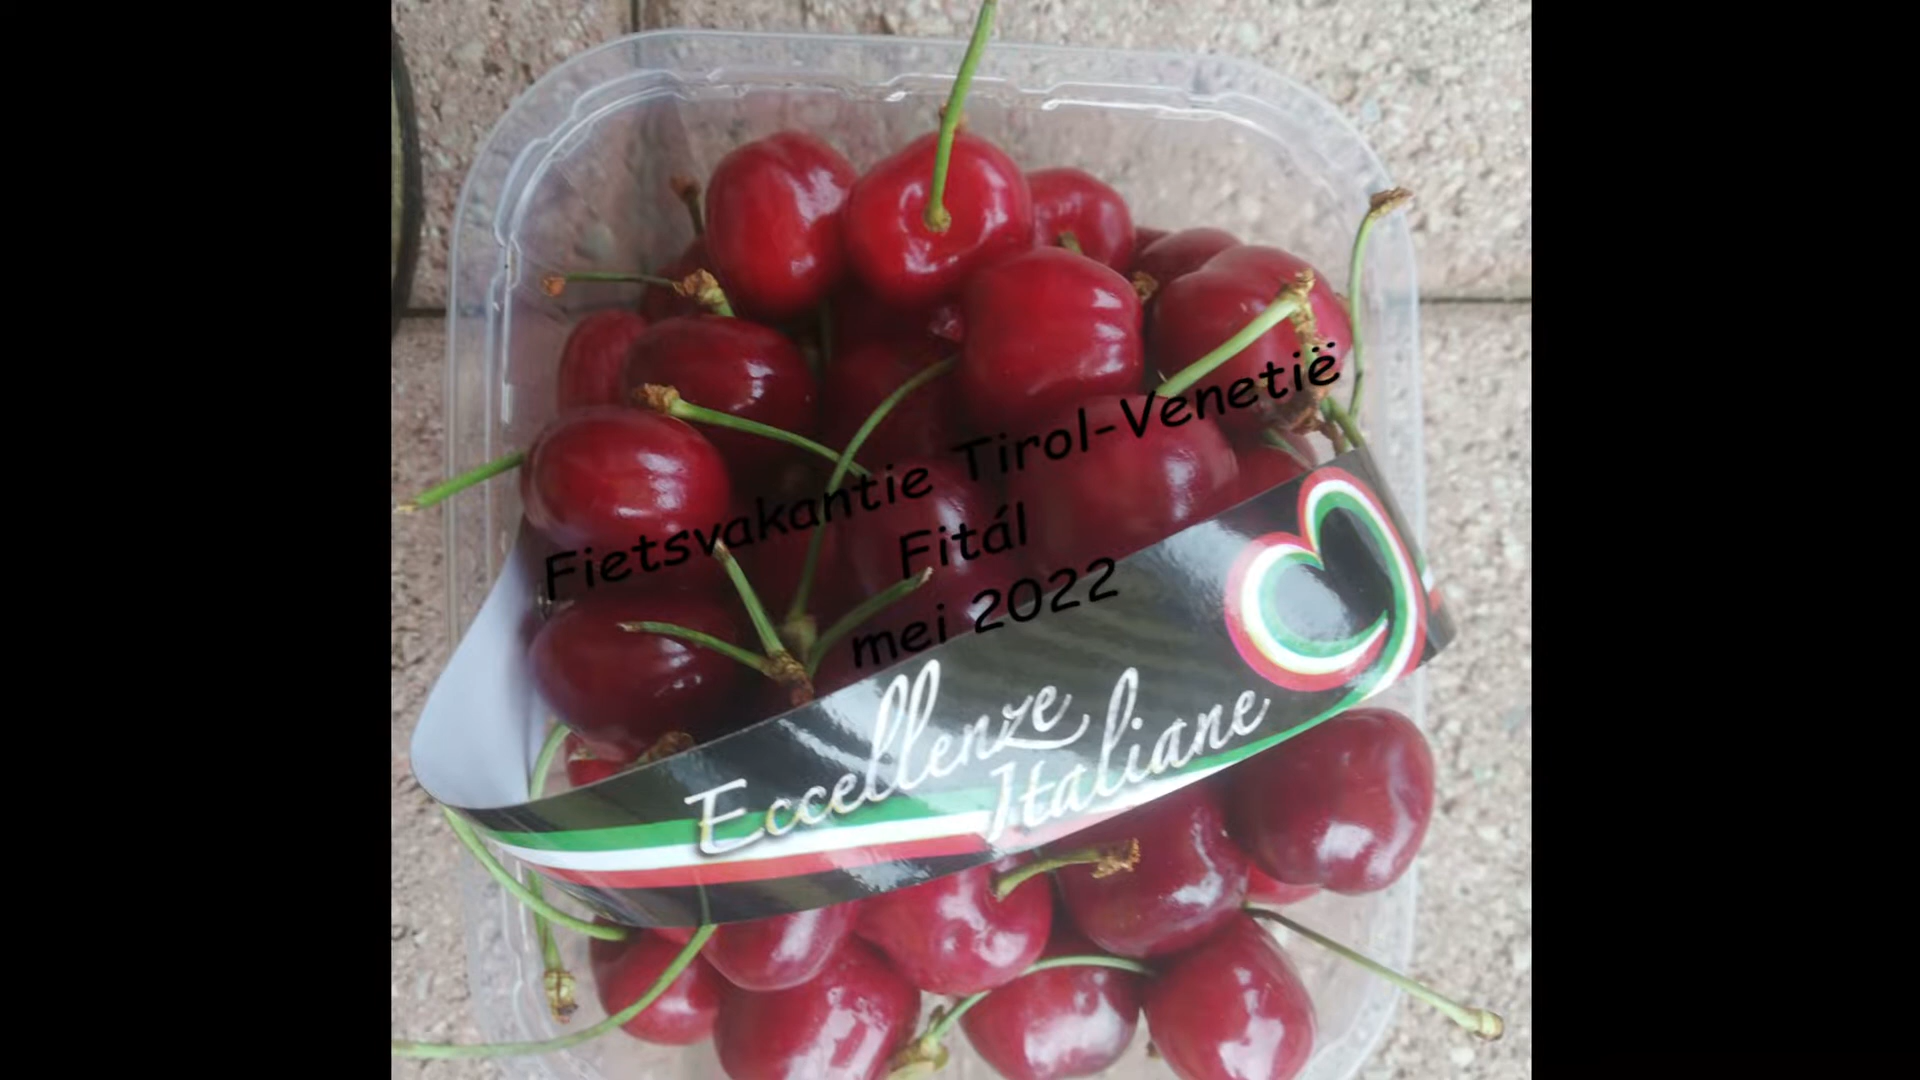 Fietsvakantie Tirol-Venetië
Fitál
mei 2022
Eccellenze
Italiane